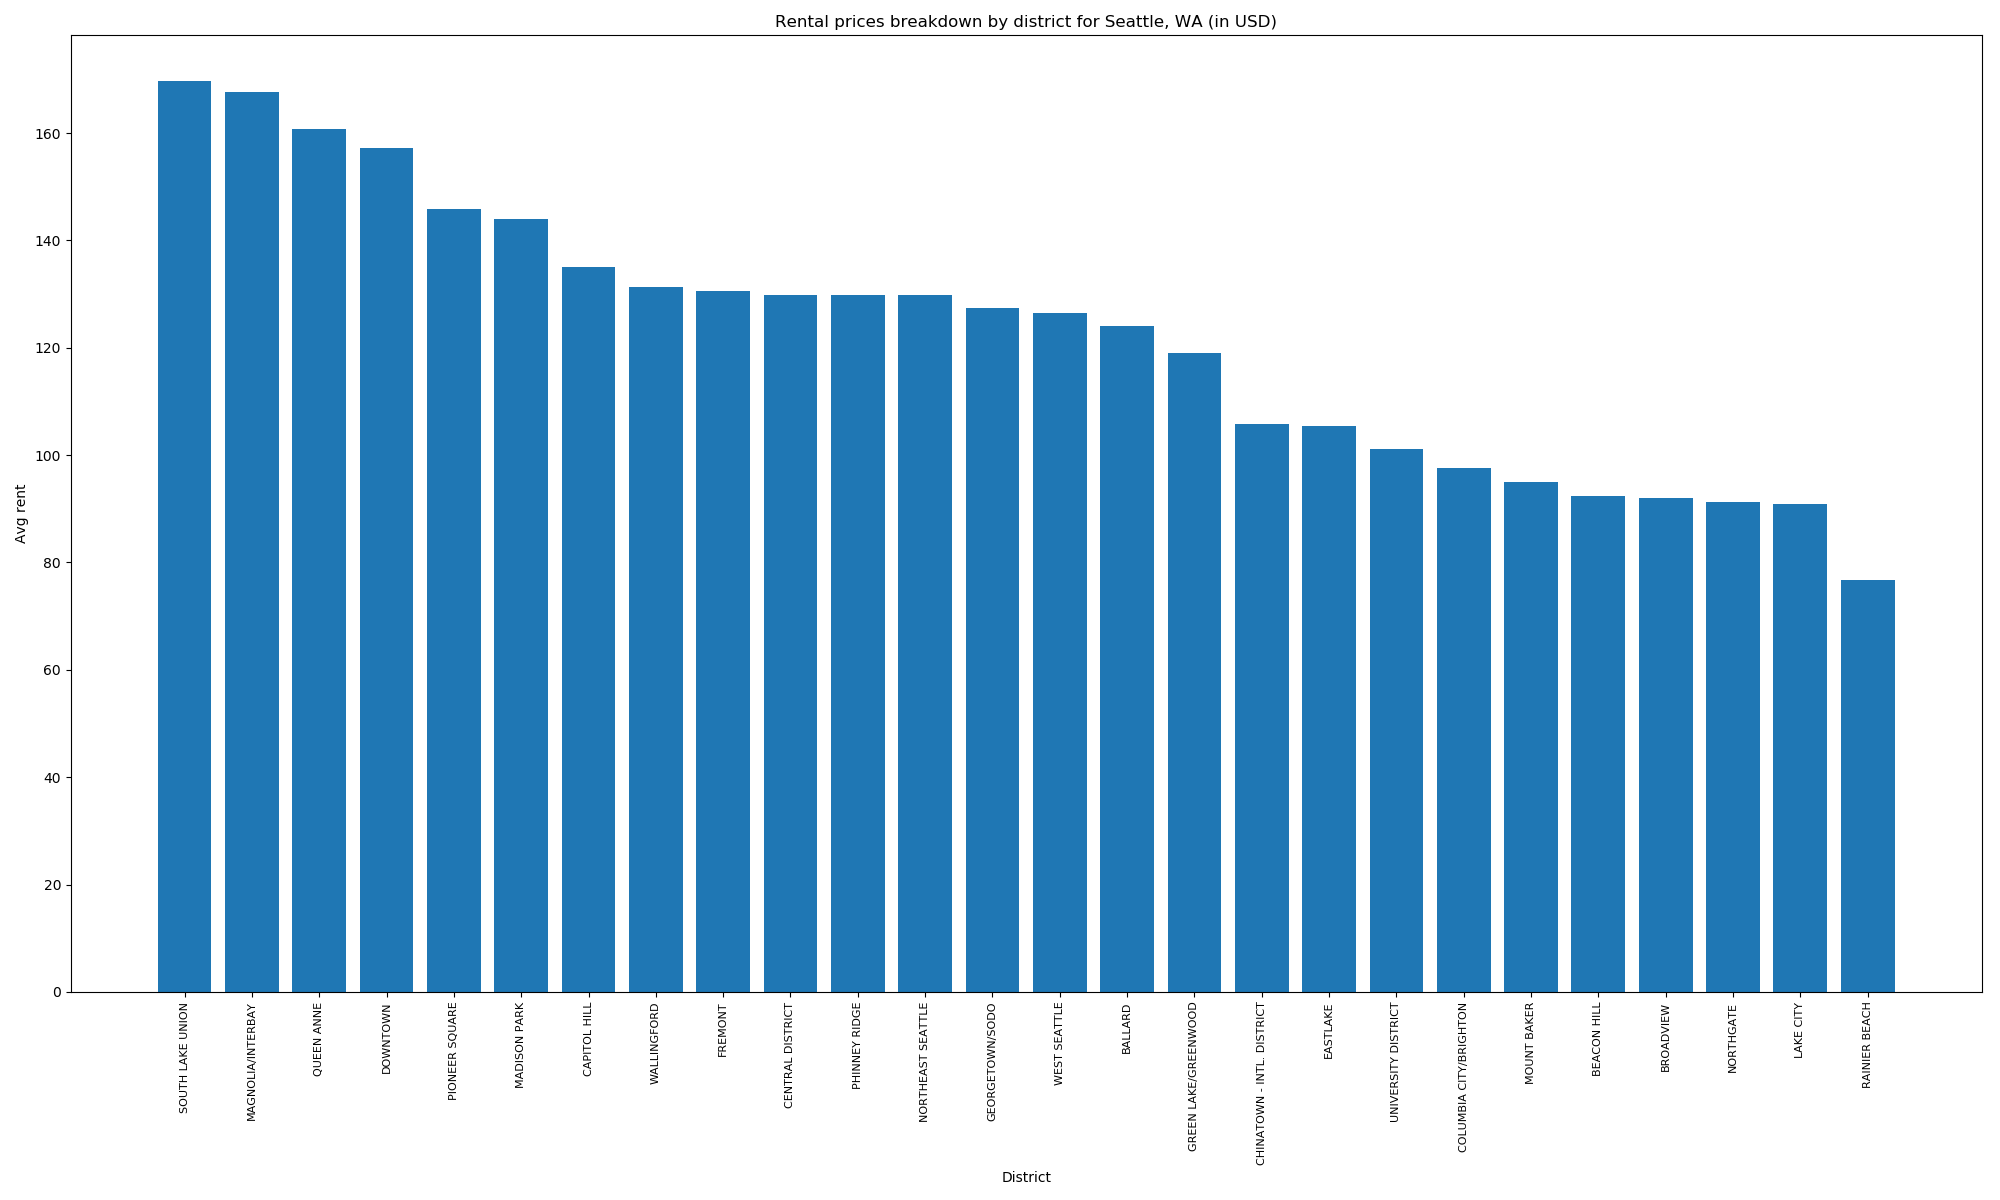 Rental prices breakdown by district for Seattle, WA (in USD)
Avg rent
160
140
120
100
80
60
40
20
0
SOUTH LAKE UNION
MAGNOLIA/INTERBAY
QUEEN ANNE
DOWNTOWN
PIONEER SQUARE
MADISON PARK
CAPITOL HILL
WALLINGFORD
FREMONT
CENTRAL DISTRICT
PHINNEY RIDGE
NORTHEAST SEATTLE
GEORGETOWN/SODO
WEST SEATTLE
BALLARD
GREEN LAKE/GREENWOOD
CHINATOWN - INTL. DISTRICT
EASTLAKE
UNIVERSITY DISTRICT
COLUMBIA CITY/BRIGHTON
MOUNT BAKER
BEACON HILL
BROADVIEW
NORTHGATE
LAKE CITY
RAINIER BEACH
District